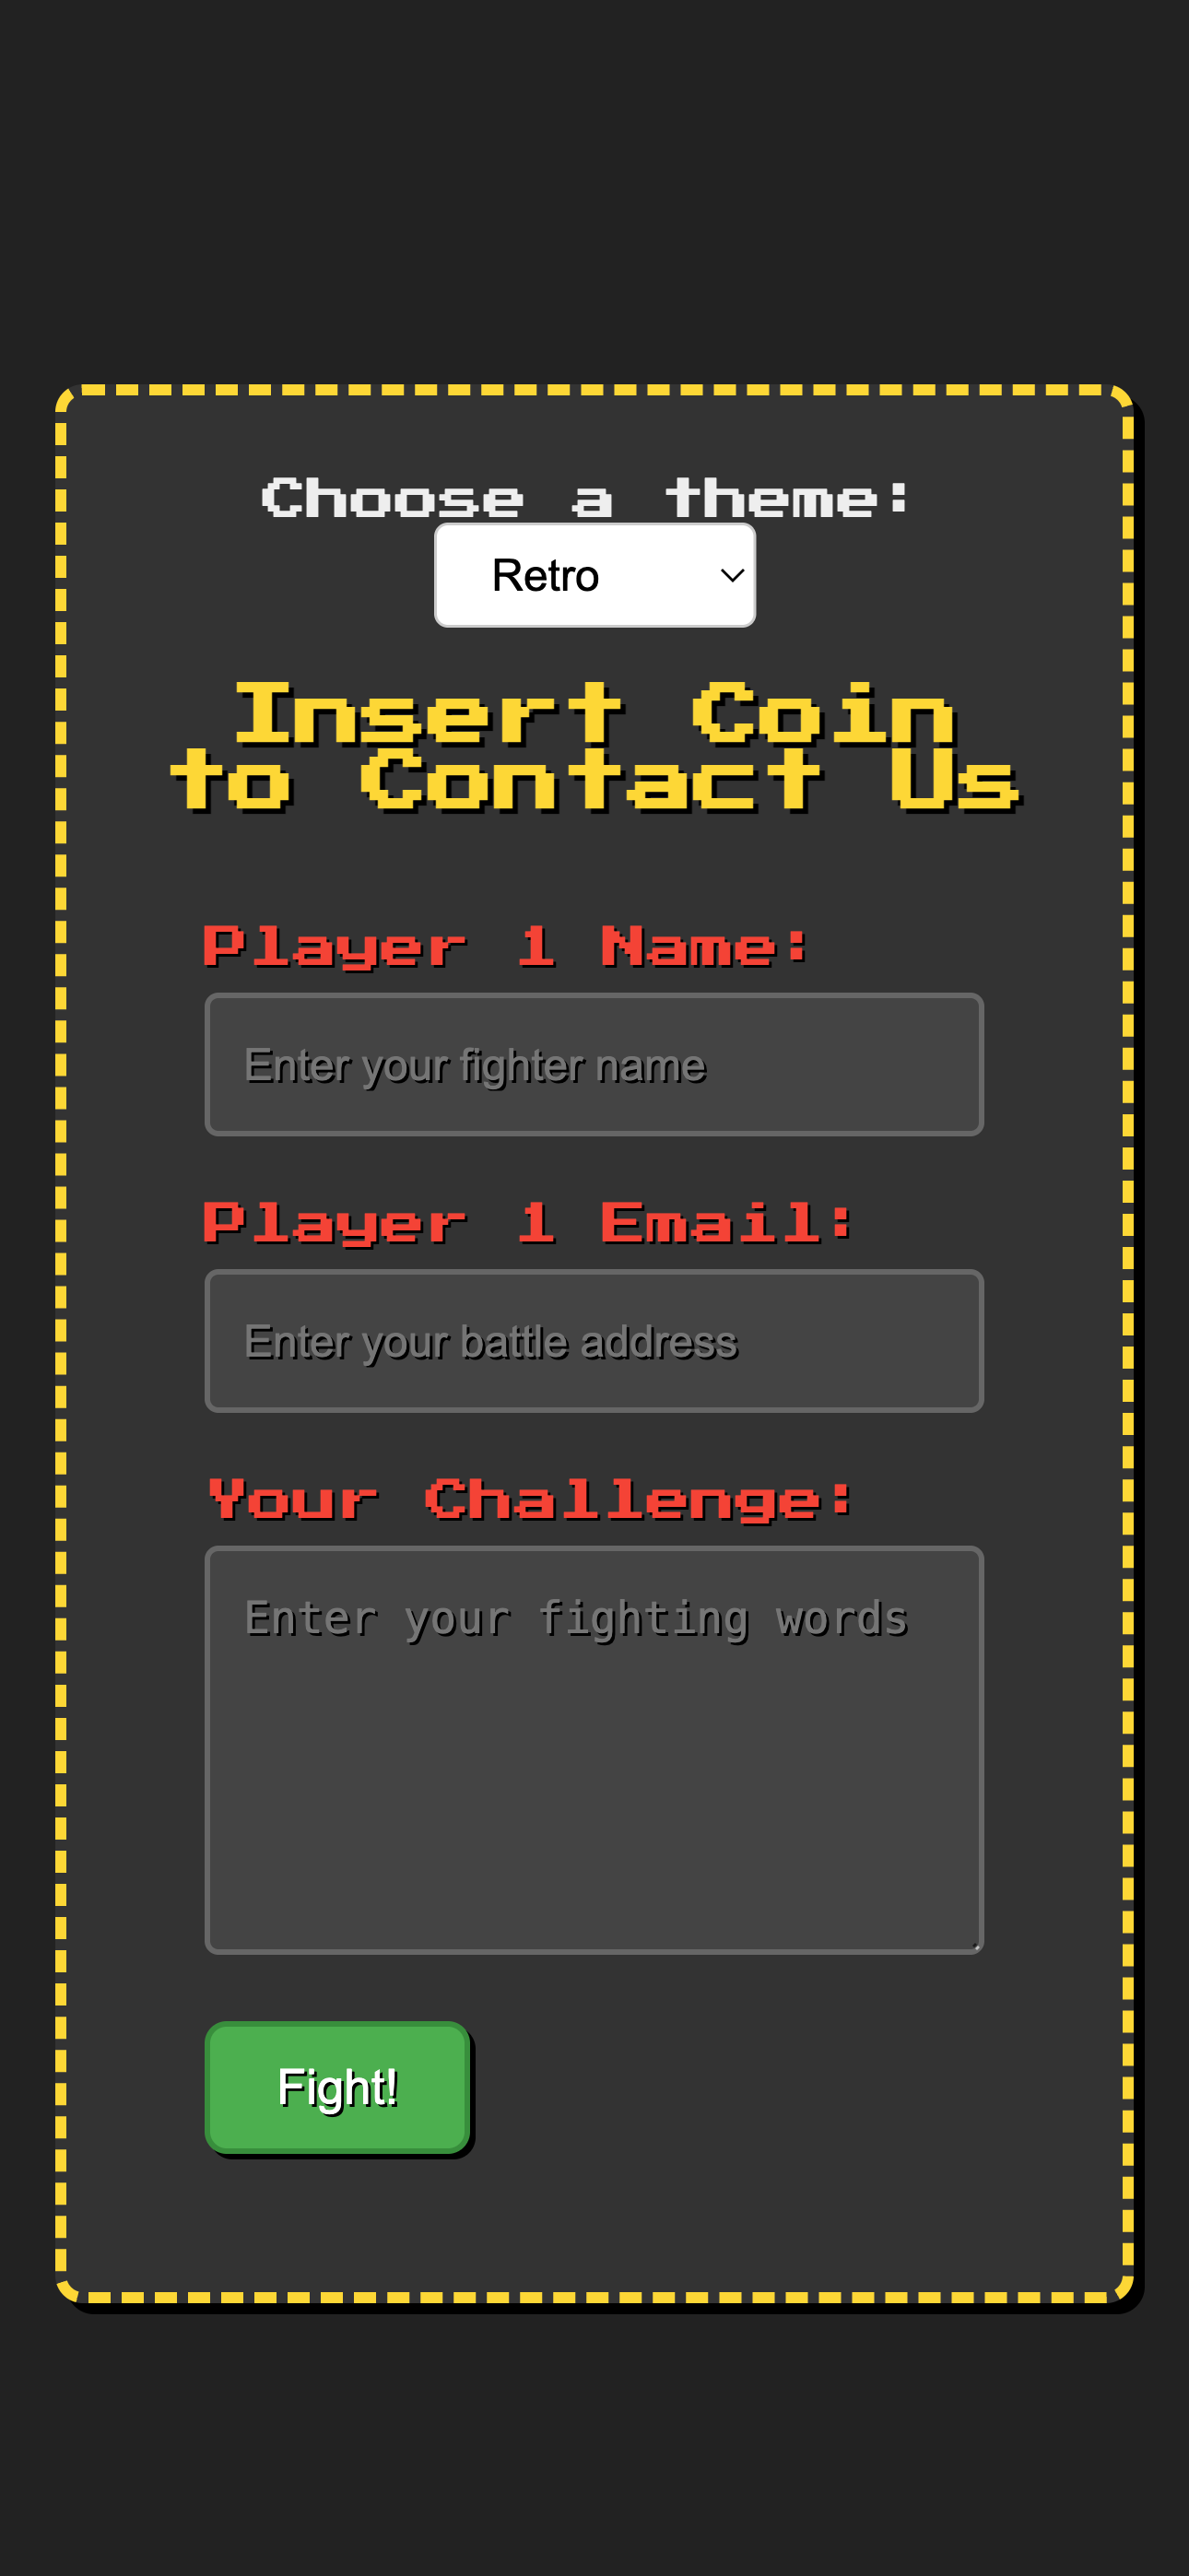 Choose a theme:
Retro
Insert Coin
to Contact Us
Player 1 Name:
Enter your fighter name
Player 1 Email:
Enter your battle address
Your Challenge:
Enter your fighting words
Fight!